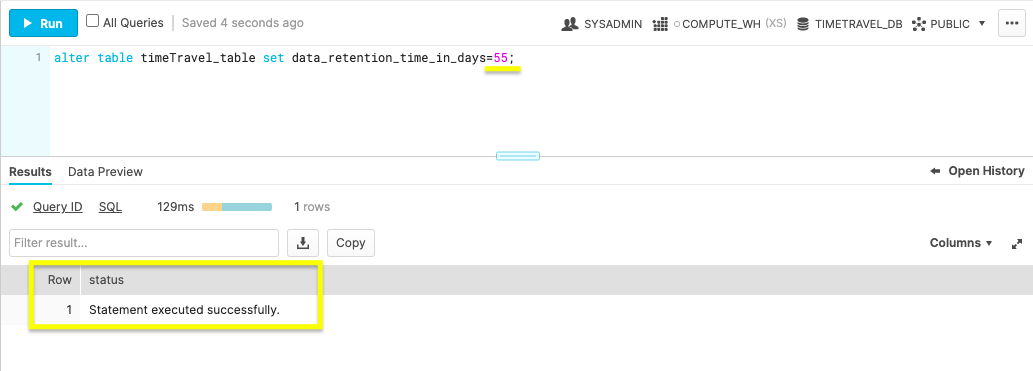 Run All Queries Saved 4 seconds ago SYSADMIN COMPUTE_WH (XS) TIMETRAVEL_DB PUBLIC ...
1 alter table timeTravel_table set data_retention_time_in_days=55;
Results Data Preview Open History
Query ID SQL 129ms 1 rows
Filter result... Copy Columns
Row status
1 Statement executed successfully.